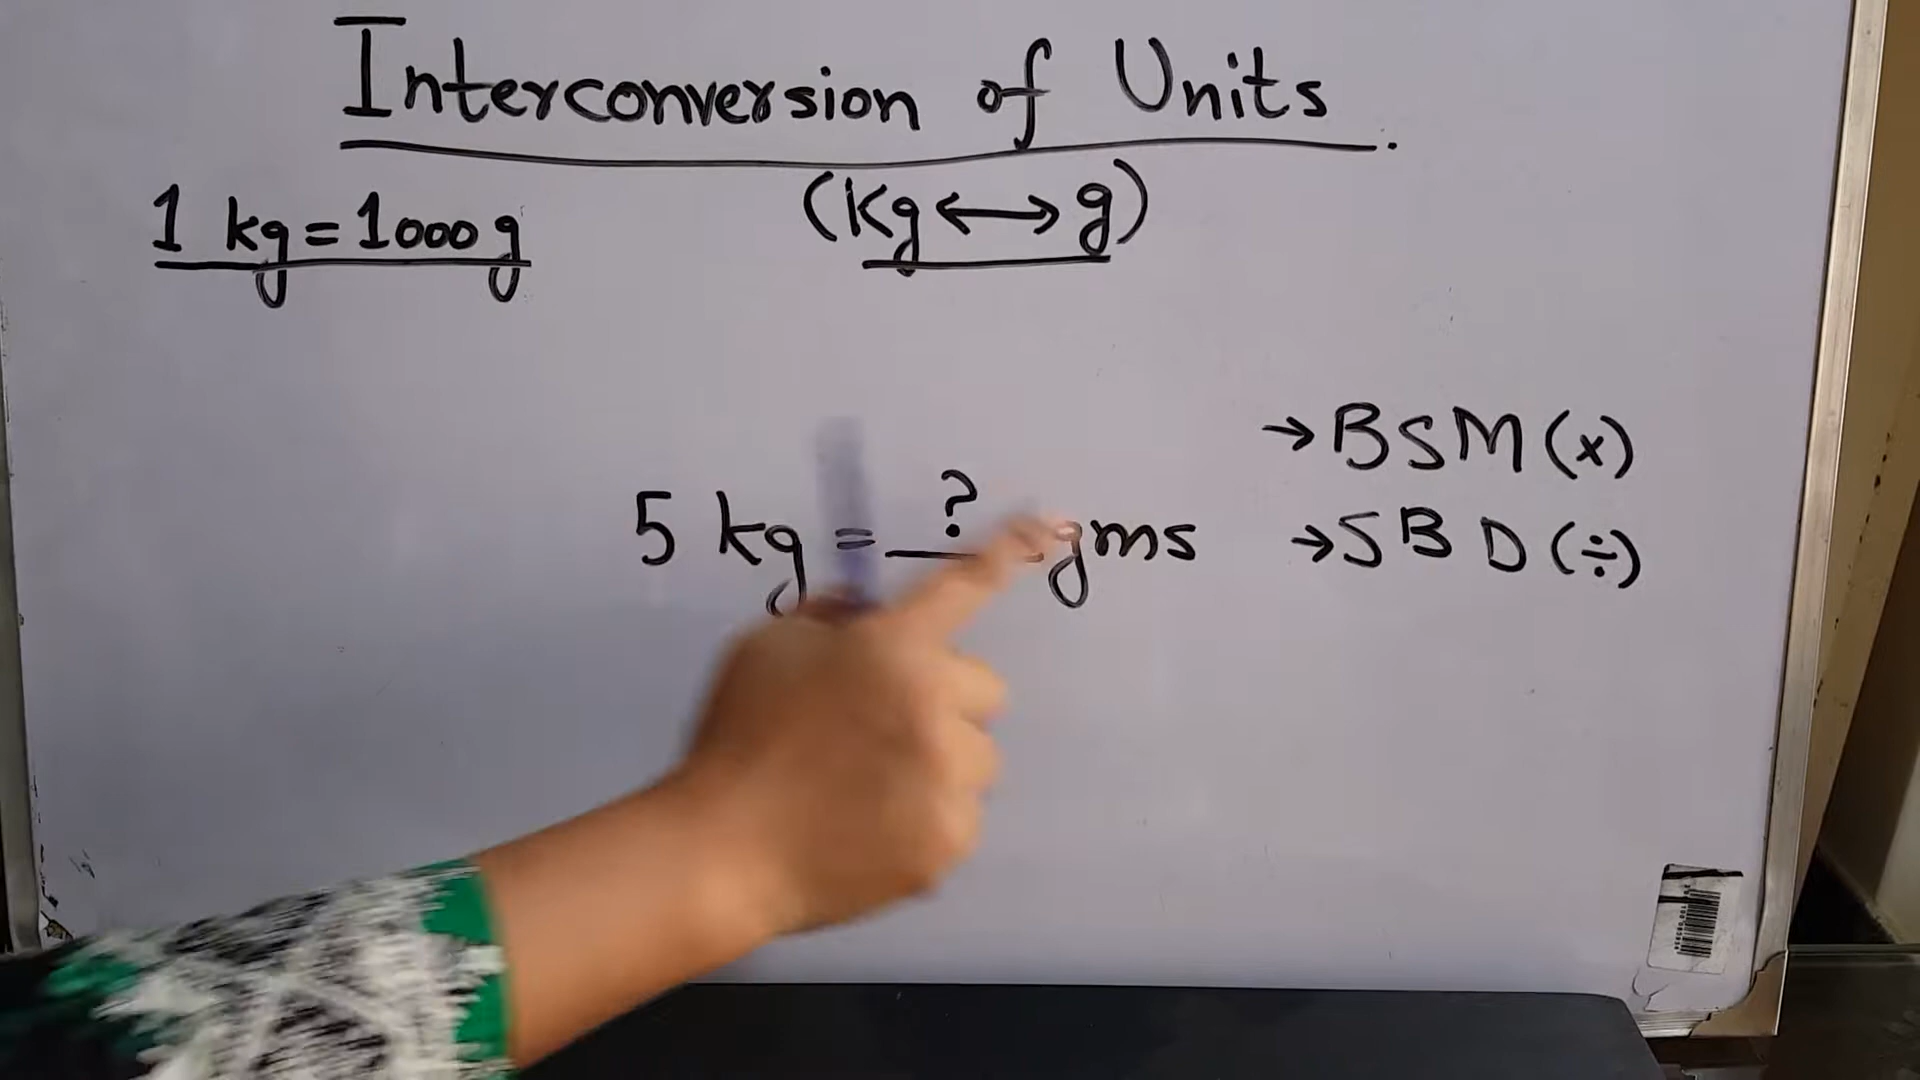 Interconversion of Units.
1 kg = 1000 g
(kg ↔ g)
→ BSM (×)
5 kg = ? gms
→ SBD (÷)